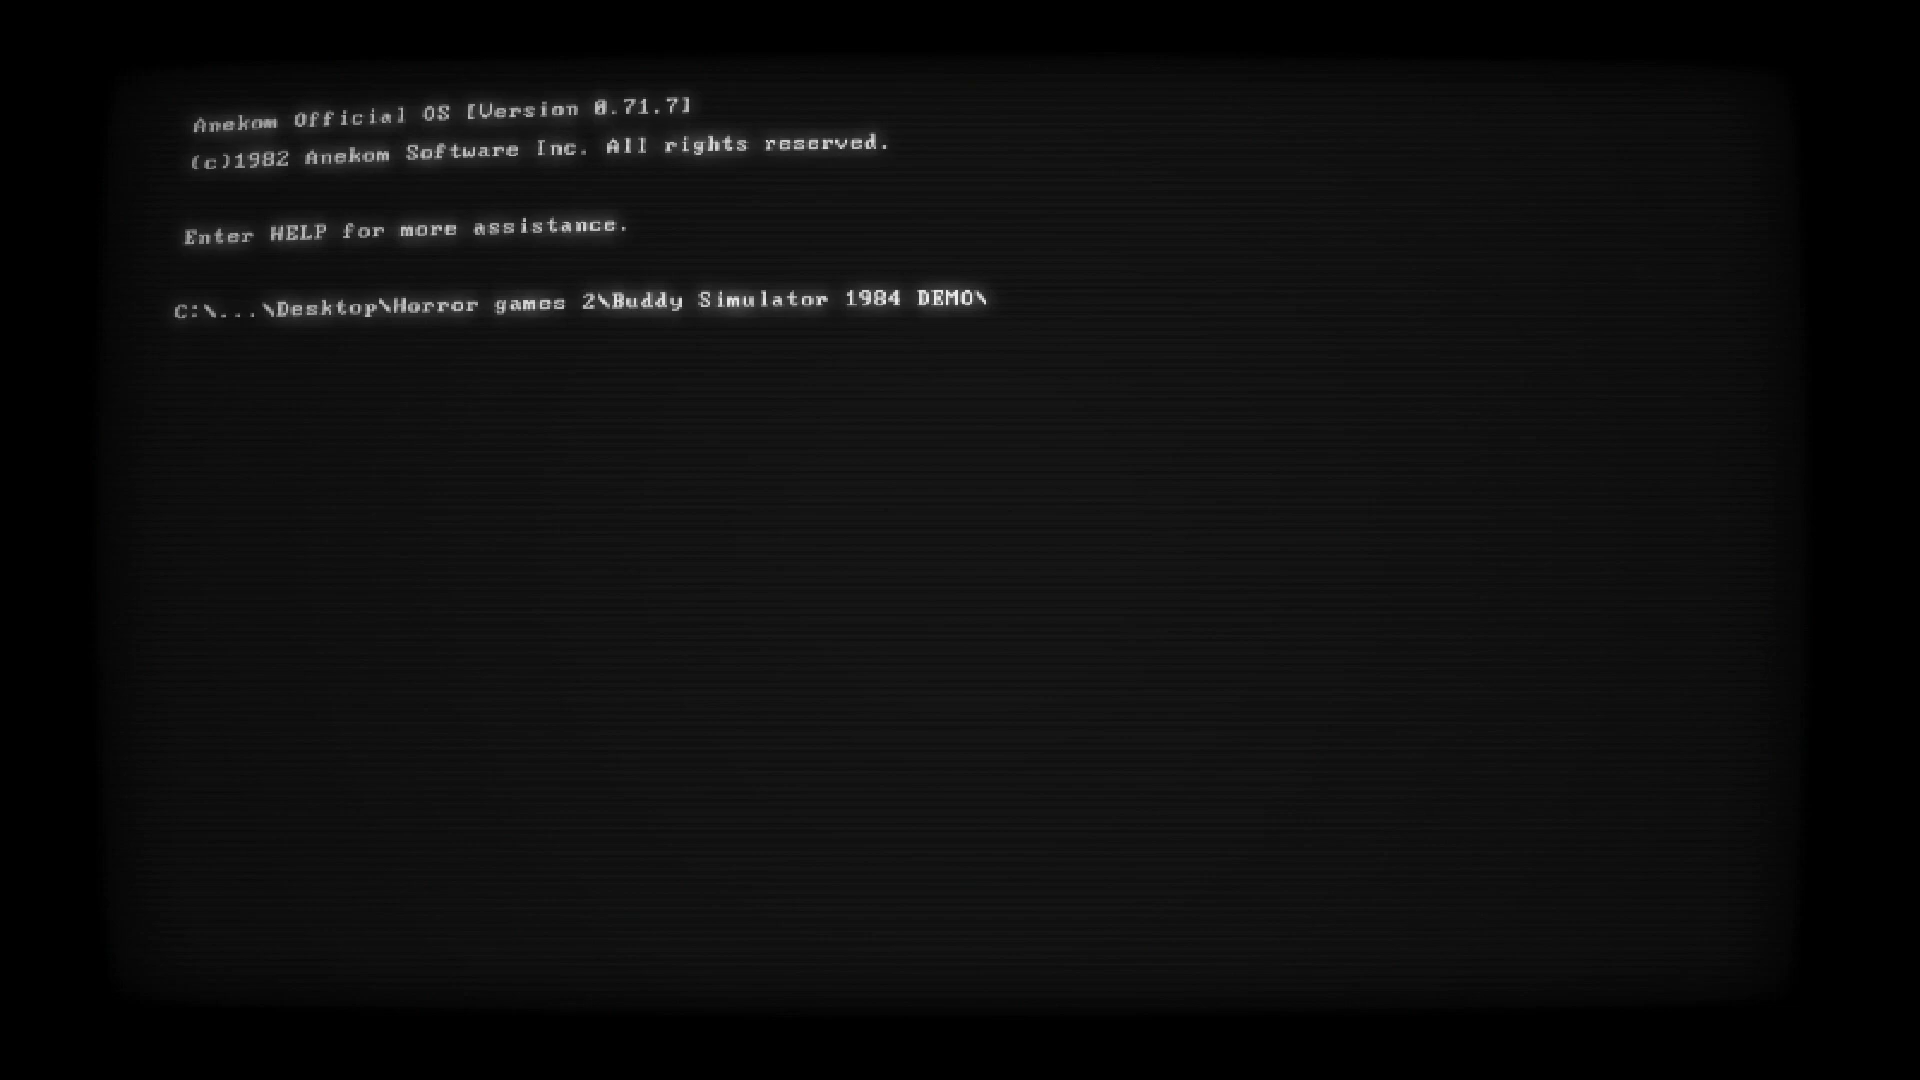 Anekom Official OS [Version 0.71.7]
(c)1982 Anekom Software Inc. All rights reserved.
Enter HELP for more assistance.
C:\...\Desktop\Horror games 2\Buddy Simulator 1984 DEMO\